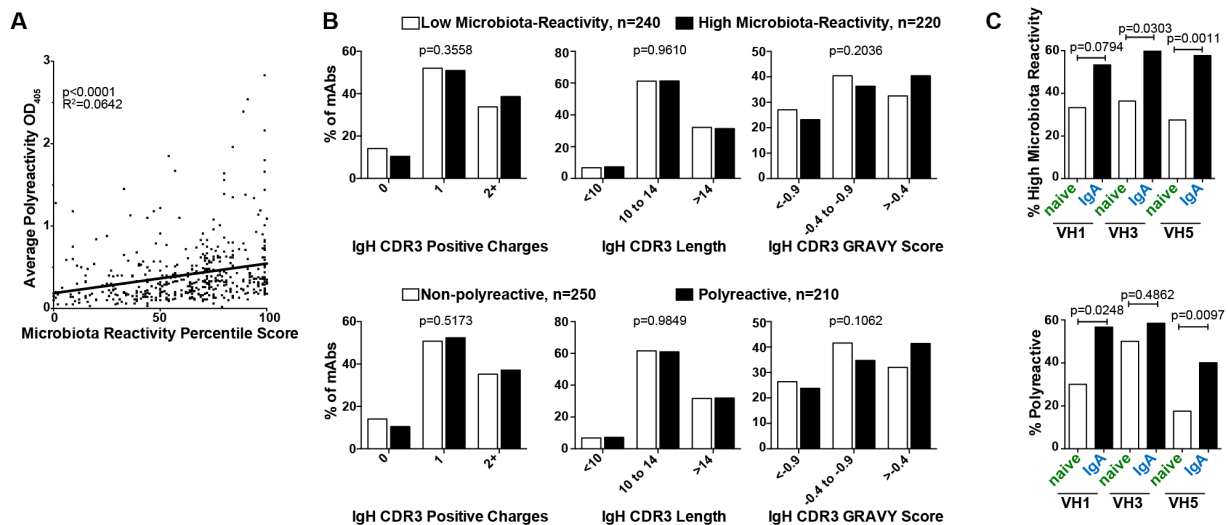 A
3
2
1
0
p<0.0001
R²=0.0642
Average Polyreactivity OD₄₀₅
0 50 100
Microbiota Reactivity Percentile Score
B
Low Microbiota-Reactivity, n=240 High Microbiota-Reactivity, n=220
% of mAbs
60
40
20
0
p=0.3558
0 1 2+
IgH CDR3 Positive Charges
80
60
40
20
0
p=0.9610
<10 10 to 14 >14
IgH CDR3 Length
50
40
30
20
10
0
p=0.2036
<-0.9 -0.4 to -0.9 >-0.4
IgH CDR3 GRAVY Score
Non-polyreactive, n=250 Polyreactive, n=210
% of mAbs
60
40
20
0
p=0.5173
0 1 2+
IgH CDR3 Positive Charges
80
60
40
20
0
p=0.9849
<10 10 to 14 >14
IgH CDR3 Length
50
40
30
20
10
0
p=0.1062
<-0.9 -0.4 to -0.9 >-0.4
IgH CDR3 GRAVY Score
C
% High Microbiota Reactivity
60
40
20
0
p=0.0794
p=0.0303
p=0.0011
naive IgA naive IgA naive IgA
VH1 VH3 VH5
% Polyreactive
60
40
20
0
p=0.0248
p=0.4862
p=0.0097
naive IgA naive IgA naive IgA
VH1 VH3 VH5